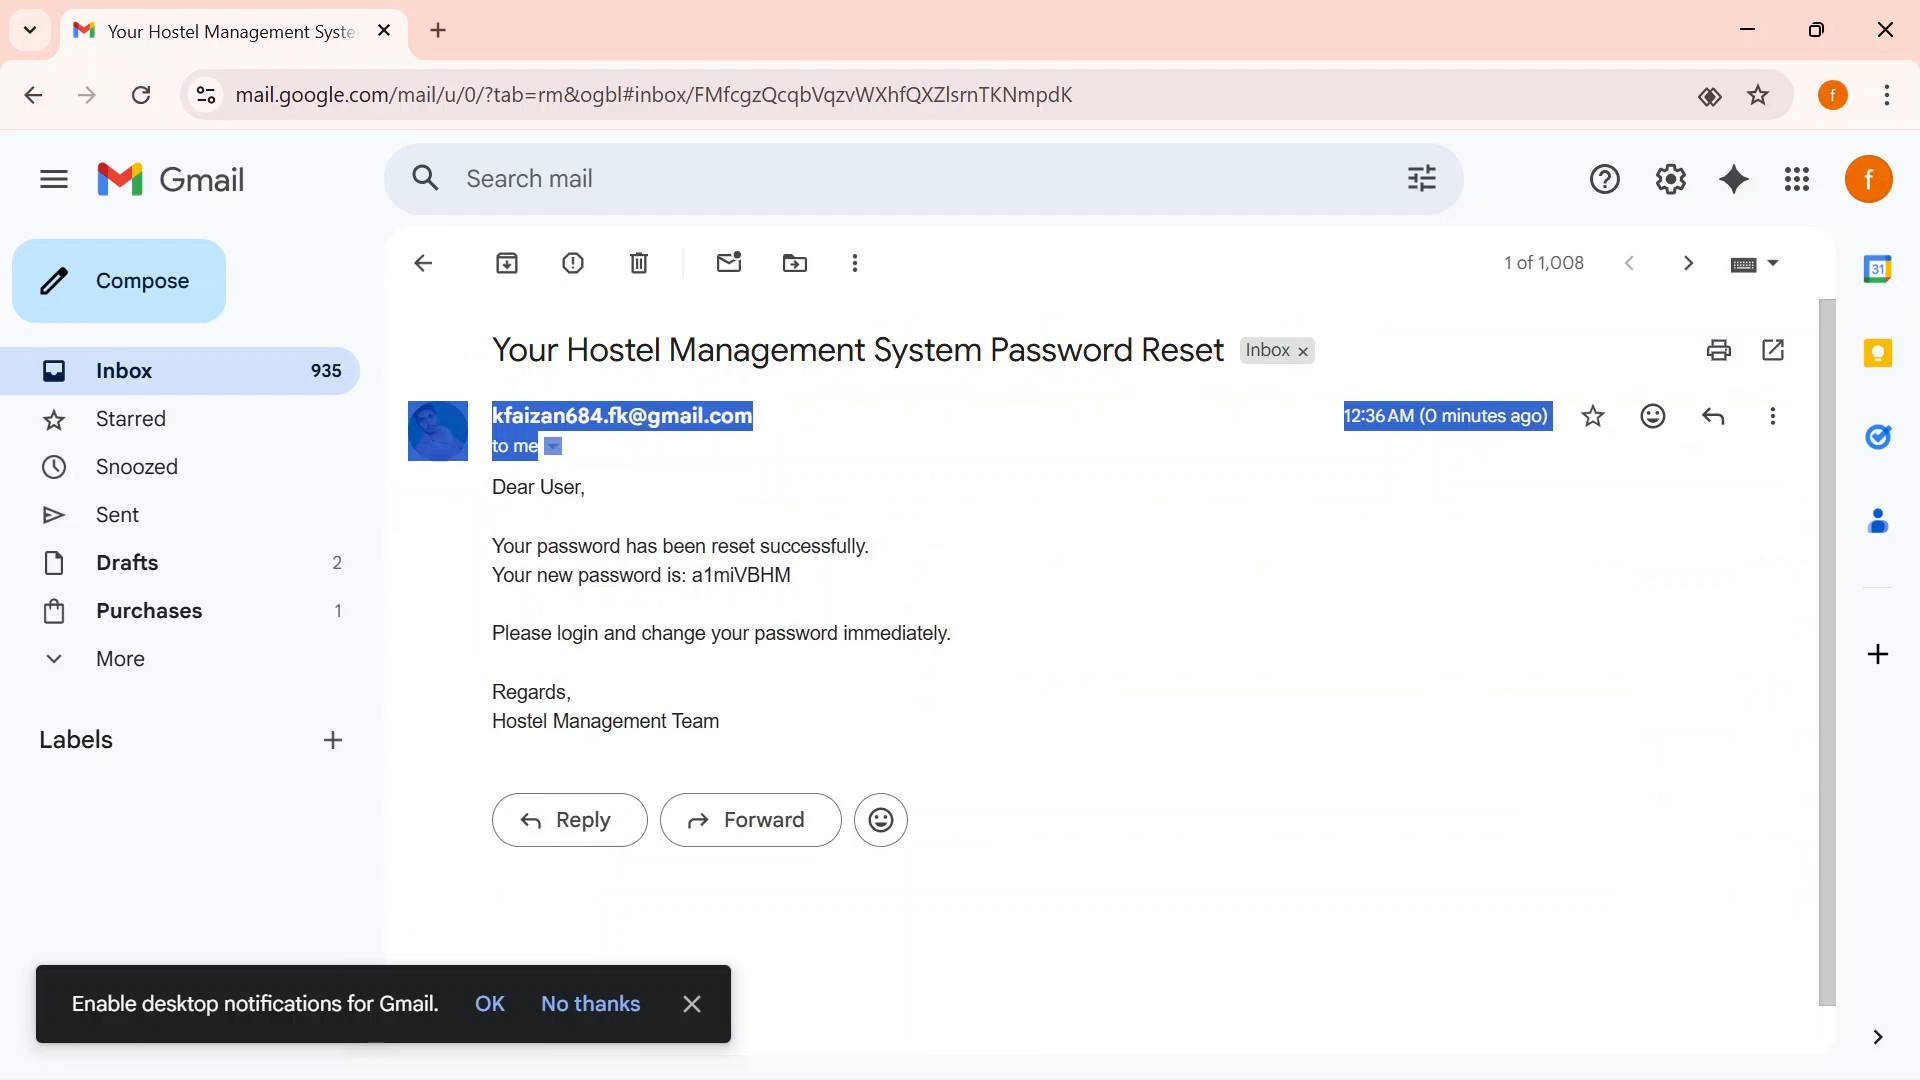 Your Hostel Management Syste
mail.google.com/mail/u/0/?tab=rm&ogbl#inbox/FMfcgzQcqbVqzvWXhfQXZlsrnTKNmpdK
f
Gmail
Search mail
f
Compose
1 of 1,008
31
Your Hostel Management System Password Reset Inbox ×
Inbox 935
kfaizan684.fk@gmail.com 12:36 AM (0 minutes ago)
to me
Starred
Snoozed
Dear User,
Sent
Your password has been reset successfully.
Drafts 2
Your new password is: a1miVBHM
Purchases 1
Please login and change your password immediately.
More
Regards,
Hostel Management Team
Labels
Reply Forward
Enable desktop notifications for Gmail. OK No thanks